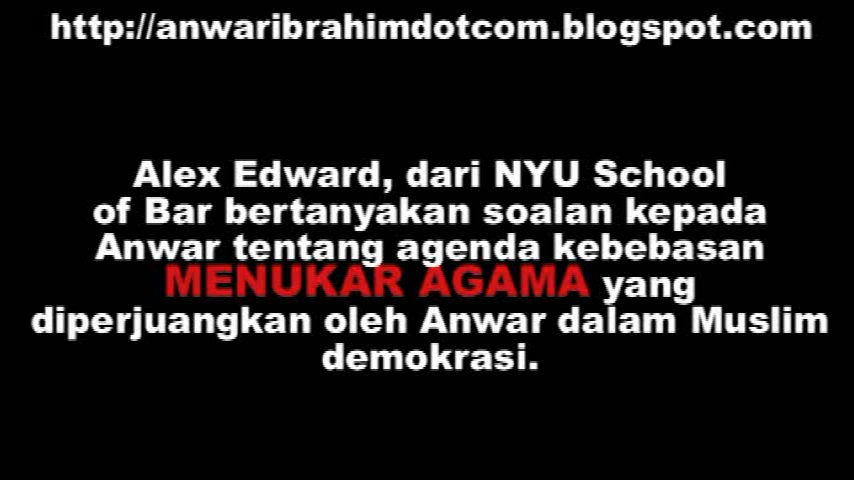 http://anwaribrahimdotcom.blogspot.com
Alex Edward, dari NYU School
of Bar bertanyakan soalan kepada
Anwar tentang agenda kebebasan
MENUKAR AGAMA yang
diperjuangkan oleh Anwar dalam Muslim
demokrasi.